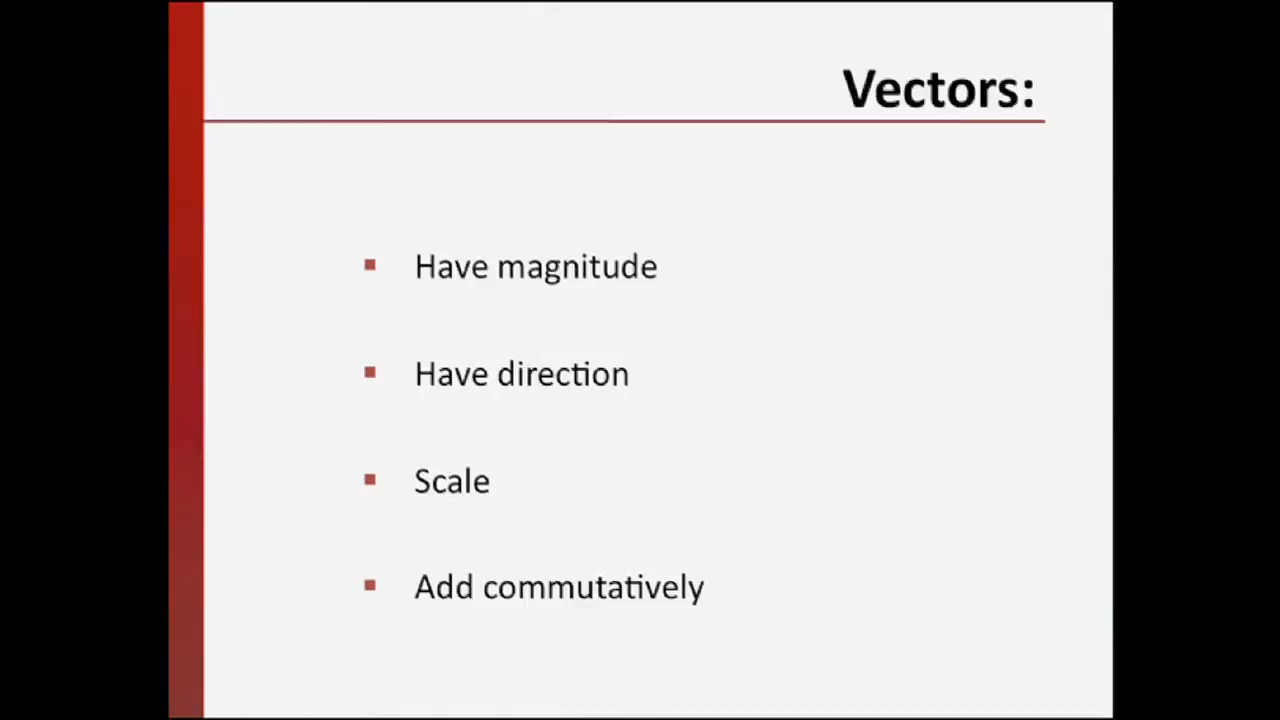 Vectors:
Have magnitude
Have direction
Scale
Add commutatively